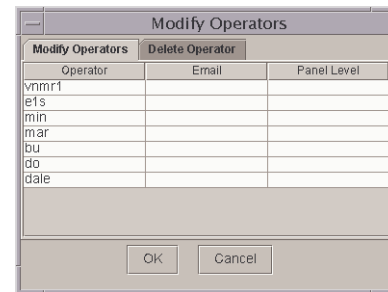 Modify Operators
Modify Operators Delete Operator
Operator Email Panel Level
vnmr1
e1s
min
mar
bu
do
dale
OK Cancel